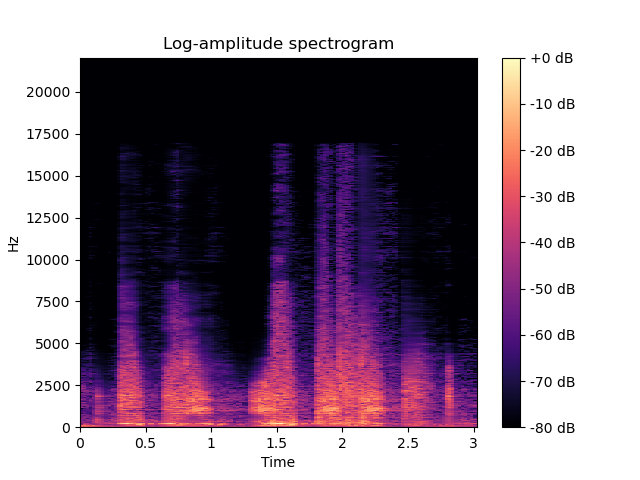 Log-amplitude spectrogram
Hz
20000
17500
15000
12500
10000
7500
5000
2500
0
0 0.5 1 1.5 2 2.5 3
Time
+0 dB
-10 dB
-20 dB
-30 dB
-40 dB
-50 dB
-60 dB
-70 dB
-80 dB